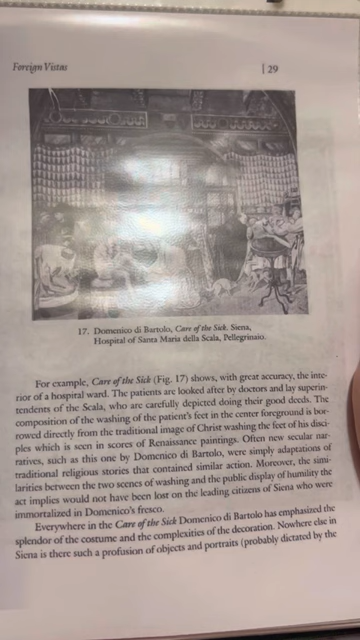 Foreign Vistas | 29
17. Domenico di Bartolo, Care of the Sick. Siena,
Hospital of Santa Maria della Scala, Pellegrinaio.
For example, Care of the Sick (Fig. 17) shows, with great accuracy, the inte-
rior of a hospital ward. The patients are looked after by doctors and lay superin-
tendents of the Scala, who are carefully depicted doing their good deeds. The
composition of the washing of the patient's feet in the center foreground is bor-
rowed directly from the traditional image of Christ washing the feet of his disci-
ples which is seen in scores of Renaissance paintings. Often new secular nar-
ratives, such as this one by Domenico di Bartolo, were simply adaptations of
traditional religious stories that contained similar action. Moreover, the simi-
larities between the two scenes of washing and the public display of humility the
act implies would not have been lost on the leading citizens of Siena who were
immortalized in Domenico's fresco.
Everywhere in the Care of the Sick Domenico di Bartolo has emphasized the
splendor of the costume and the complexities of the decoration. Nowhere else in
Siena is there such a profusion of objects and portraits (probably dictated by the